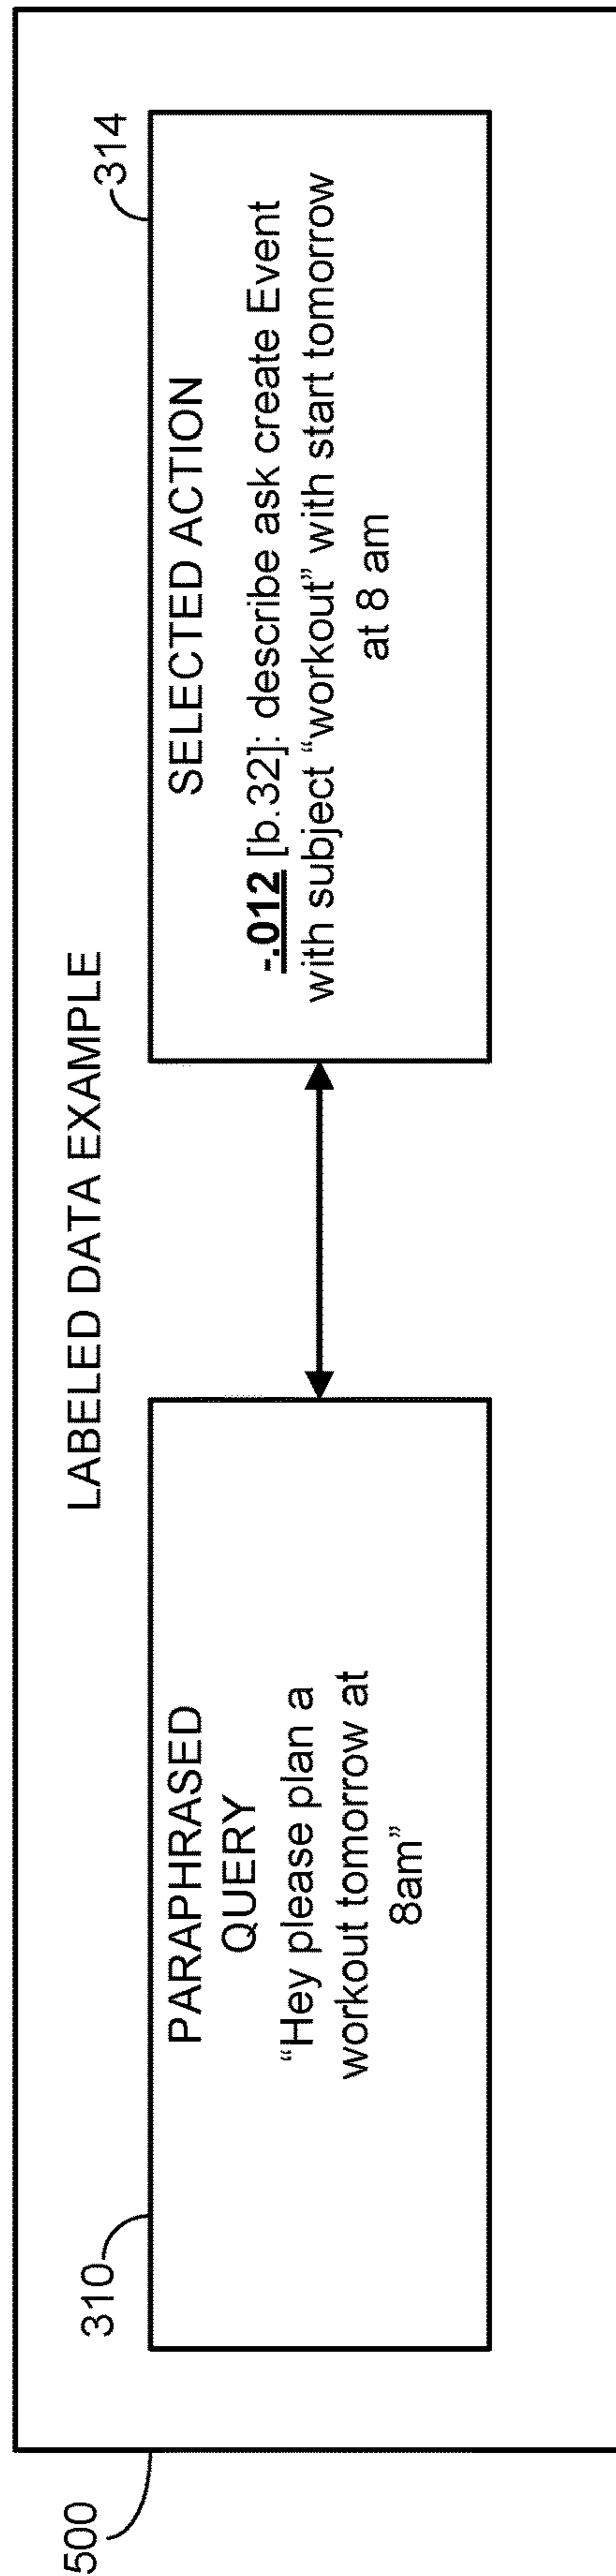 500
LABELED DATA EXAMPLE
310
PARAPHRASED
QUERY
“Hey please plan a
workout tomorrow at
8am”
314
SELECTED ACTION
-.012 [b.32]: describe ask create Event
with subject “workout” with start tomorrow
at 8 am